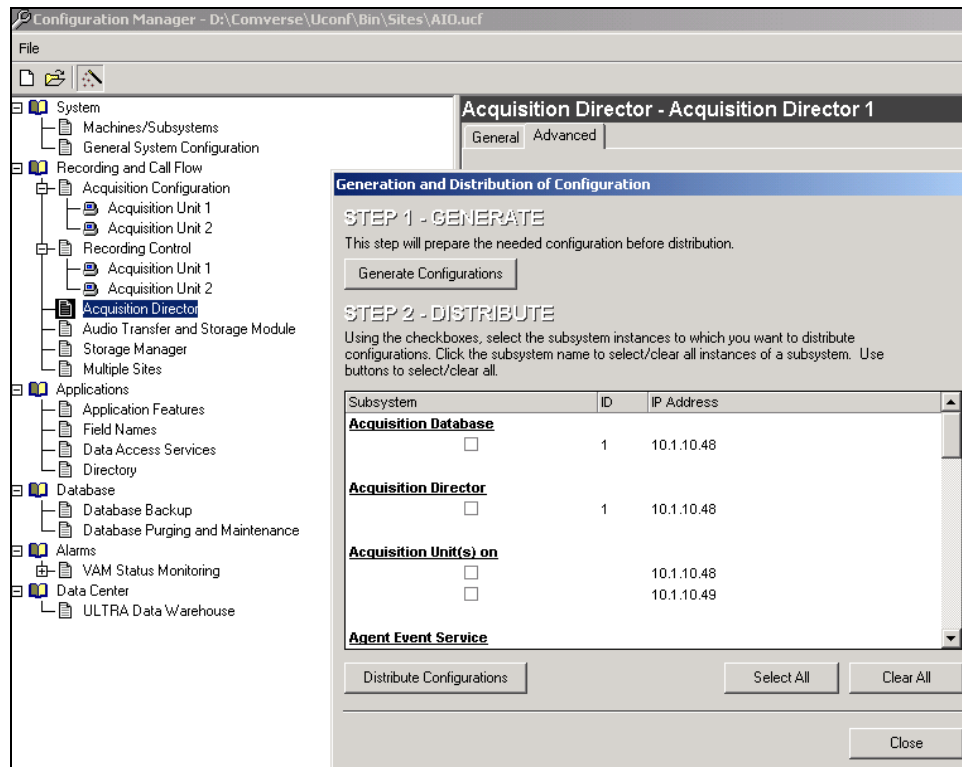 Configuration Manager - D:\Comverse\Uconf\Bin\Sites\AIO.ucf
File
System
Machines/Subsystems
General System Configuration
Recording and Call Flow
Acquisition Configuration
Acquisition Unit 1
Acquisition Unit 2
Recording Control
Acquisition Unit 1
Acquisition Unit 2
Acquisition Director
Audio Transfer and Storage Module
Storage Manager
Multiple Sites
Applications
Application Features
Field Names
Data Access Services
Directory
Database
Database Backup
Database Purging and Maintenance
Alarms
VAM Status Monitoring
Data Center
ULTRA Data Warehouse
Acquisition Director - Acquisition Director 1
General Advanced
Generation and Distribution of Configuration
STEP 1 - GENERATE
This step will prepare the needed configuration before distribution.
Generate Configurations
STEP 2 - DISTRIBUTE
Using the checkboxes, select the subsystem instances to which you want to distribute
configurations. Click the subsystem name to select/clear all instances of a subsystem. Use
buttons to select/clear all.
Subsystem ID IP Address
Acquisition Database
1 10.1.10.48
Acquisition Director
1 10.1.10.48
Acquisition Unit(s) on
10.1.10.48
10.1.10.49
Agent Event Service
Distribute Configurations Select All Clear All
Close